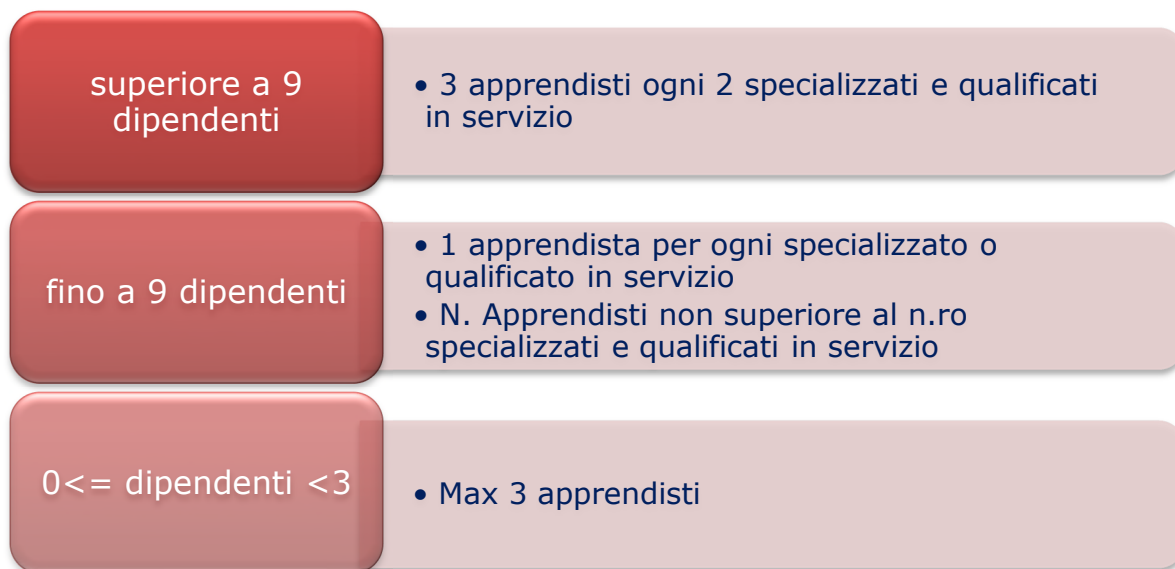 superiore a 9
dipendenti
• 3 apprendisti ogni 2 specializzati e qualificati
in servizio
fino a 9 dipendenti
• 1 apprendista per ogni specializzato o
qualificato in servizio
• N. Apprendisti non superiore al n.ro
specializzati e qualificati in servizio
0<= dipendenti <3
• Max 3 apprendisti